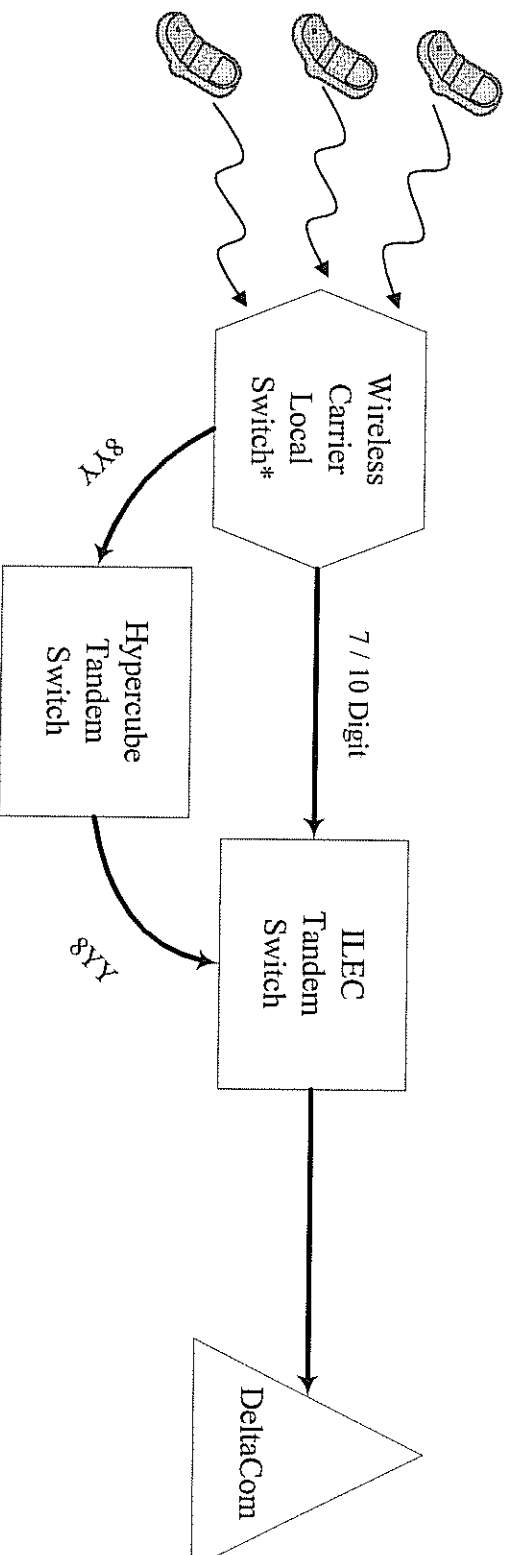 Wireless
Carrier
Local
Switch*
7 / 10 Digit
8YY
Hypercube
Tandem
Switch
8YY
ILEC
Tandem
Switch
DeltaCom